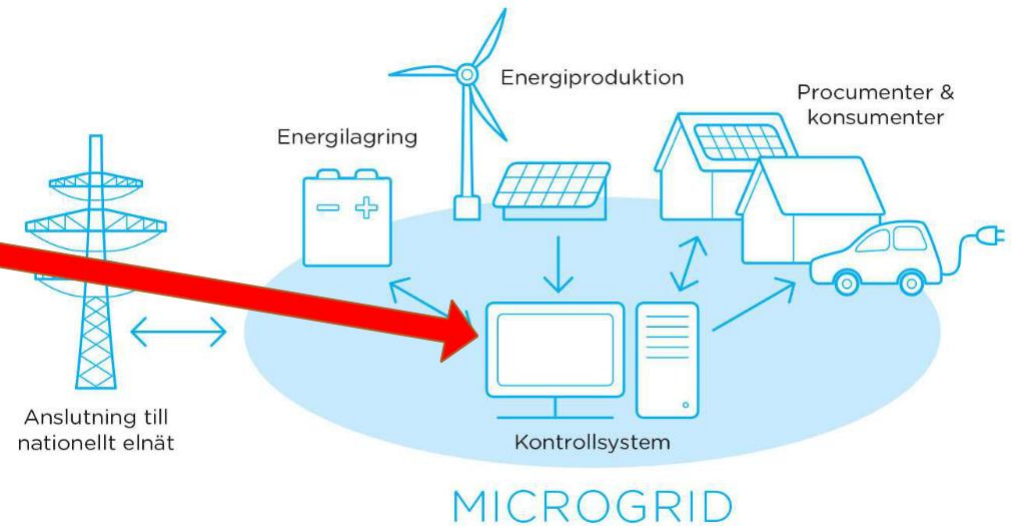 Energiproduktion
Procumenter &
konsumenter
Energilagring
Anslutning till
nationellt elnät
Kontrollsystem
MICROGRID